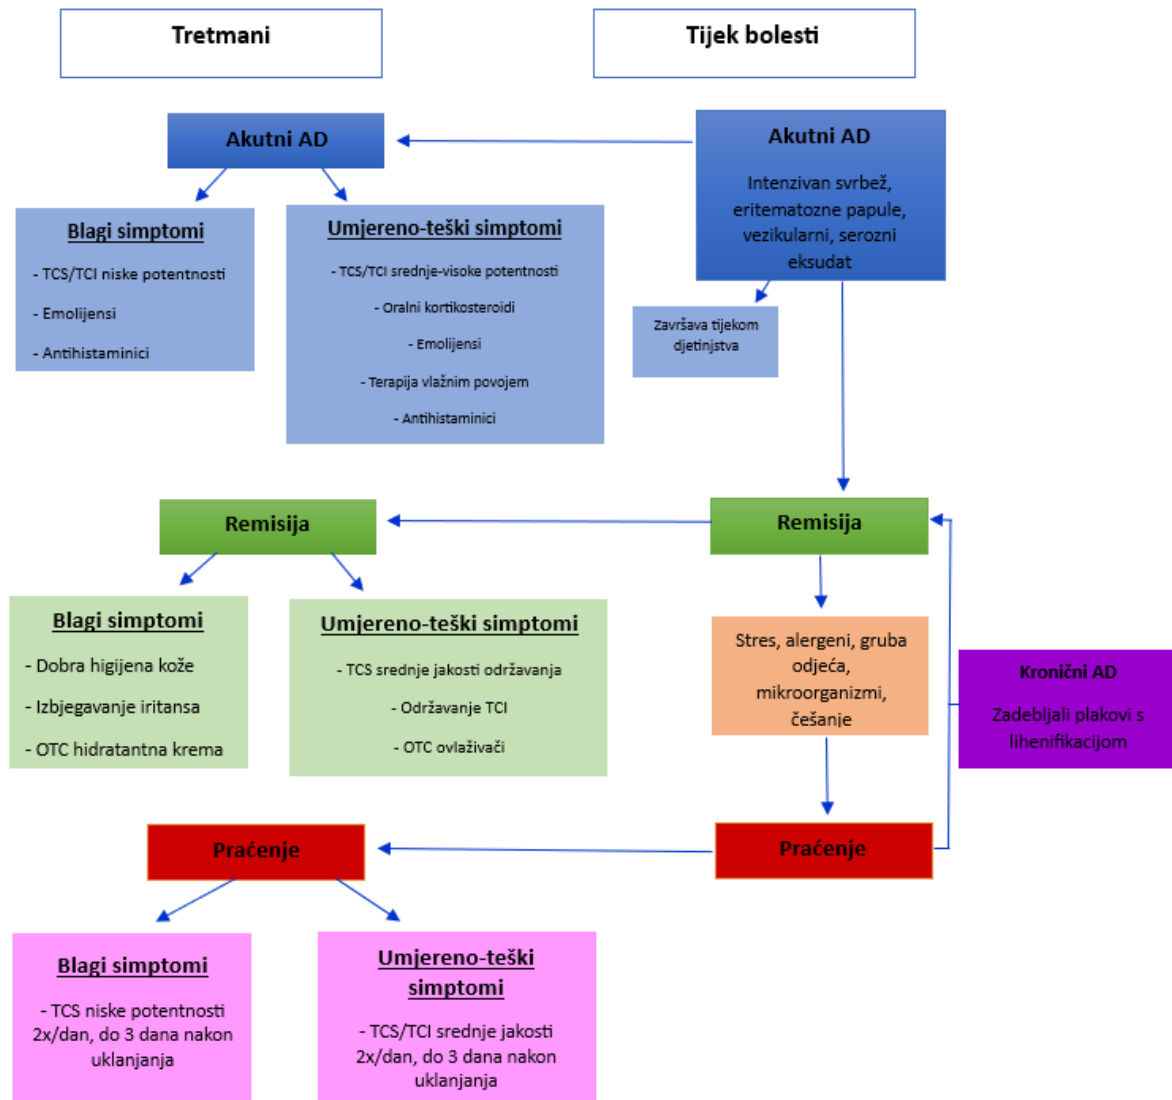 Tretmani
Tijek bolesti
Akutni AD
Akutni AD
Intenzivan svrbež,
eritematozne papule,
vezikularni, serozni
eksudat
Blagi simptomi
- TCS/TCI niske potentnosti
- Emolijensi
- Antihistaminici
Umjereno-teški simptomi
- TCS/TCI srednje-visoke potentnosti
- Oralni kortikosteroidi
- Emolijensi
- Terapija vlažnim povojem
- Antihistaminici
Završava tijekom
djetinjstva
Remisija
Remisija
Blagi simptomi
- Dobra higijena kože
- Izbjegavanje iritansa
- OTC hidratantna krema
Umjereno-teški simptomi
- TCS srednje jakosti održavanja
- Održavanje TCI
- OTC ovlaživači
Stres, alergeni, gruba
odjeća,
mikroorganizmi,
češanje
Kronični AD
Zadebljali plakovi s
lihenifikacijom
Praćenje
Praćenje
Blagi simptomi
- TCS niske potentnosti
2x/dan, do 3 dana nakon
uklanjanja
Umjereno-teški
simptomi
- TCS/TCI srednje jakosti
2x/dan, do 3 dana nakon
uklanjanja